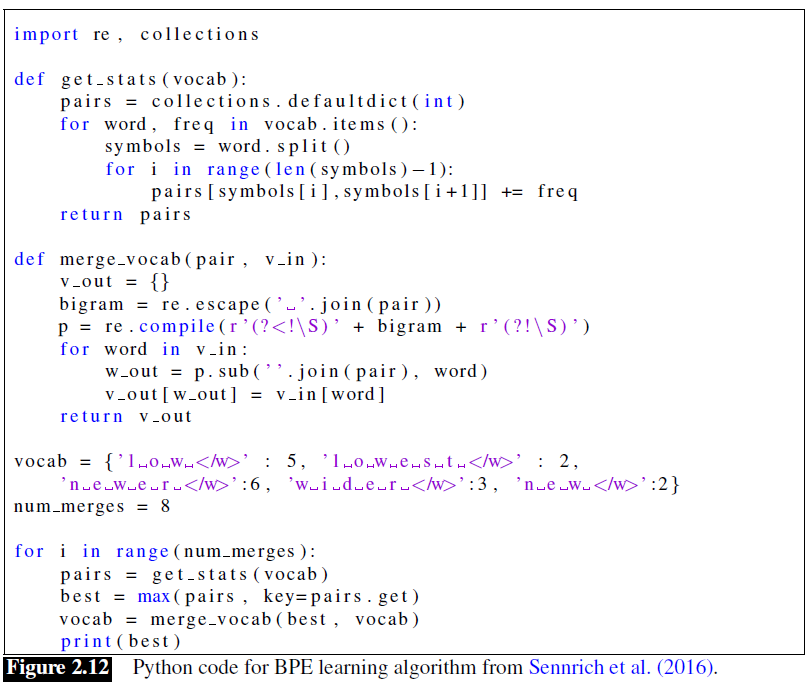 import re, collections

def get_stats(vocab):
    pairs = collections.defaultdict(int)
    for word, freq in vocab.items():
        symbols = word.split()
        for i in range(len(symbols)-1):
            pairs[symbols[i],symbols[i+1]] += freq
    return pairs

def merge_vocab(pair, v_in):
    v_out = {}
    bigram = re.escape('␣'.join(pair))
    p = re.compile(r'(?<!\S)' + bigram + r'(?!\S)')
    for word in v_in:
        w_out = p.sub(''.join(pair), word)
        v_out[w_out] = v_in[word]
    return v_out

vocab = {'l␣o␣w␣</w>' : 5, 'l␣o␣w␣e␣s␣t␣</w>' : 2,
    'n␣e␣w␣e␣r␣</w>':6, 'w␣i␣d␣e␣r␣</w>':3, 'n␣e␣w␣</w>':2}
num_merges = 8

for i in range(num_merges):
    pairs = get_stats(vocab)
    best = max(pairs, key=pairs.get)
    vocab = merge_vocab(best, vocab)
    print(best)
Figure 2.12 Python code for BPE learning algorithm from Sennrich et al. (2016).